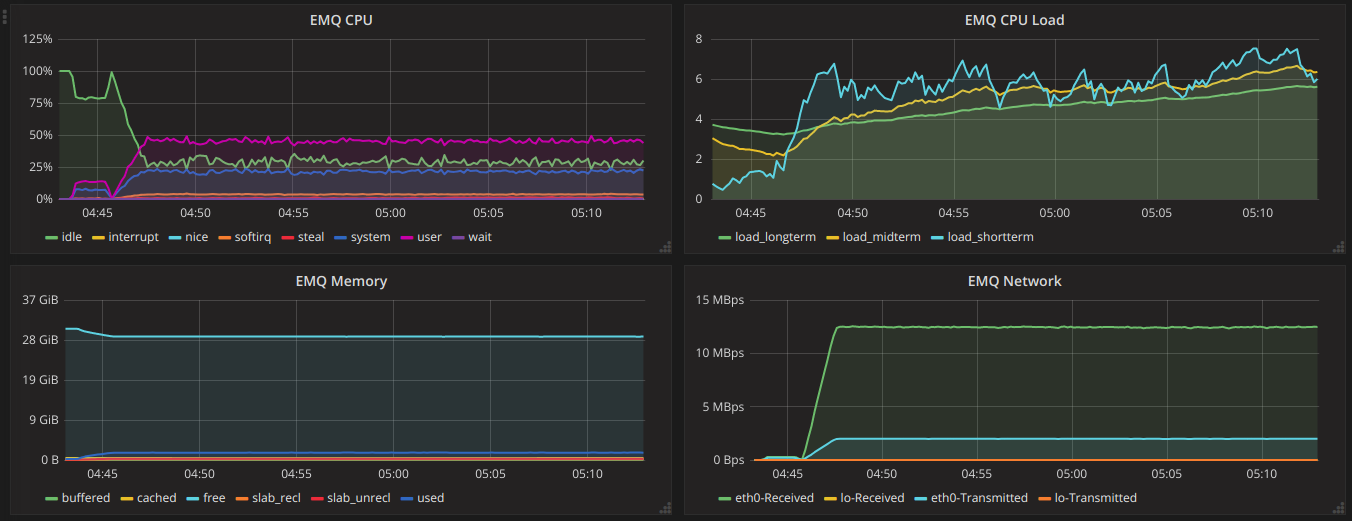 EMQ CPU
125%
100%
75%
50%
25%
0%
04:45 04:50 04:55 05:00 05:05 05:10
idle interrupt nice softirq steal system user wait
EMQ CPU Load
8
6
4
2
0
04:45 04:50 04:55 05:00 05:05 05:10
load_longterm load_midterm load_shortterm
EMQ Memory
37 GiB
28 GiB
19 GiB
9 GiB
0 B
04:45 04:50 04:55 05:00 05:05 05:10
buffered cached free slab_recl slab_unrecl used
EMQ Network
15 MBps
10 MBps
5 MBps
0 Bps
04:45 04:50 04:55 05:00 05:05 05:10
eth0-Received lo-Received eth0-Transmitted lo-Transmitted